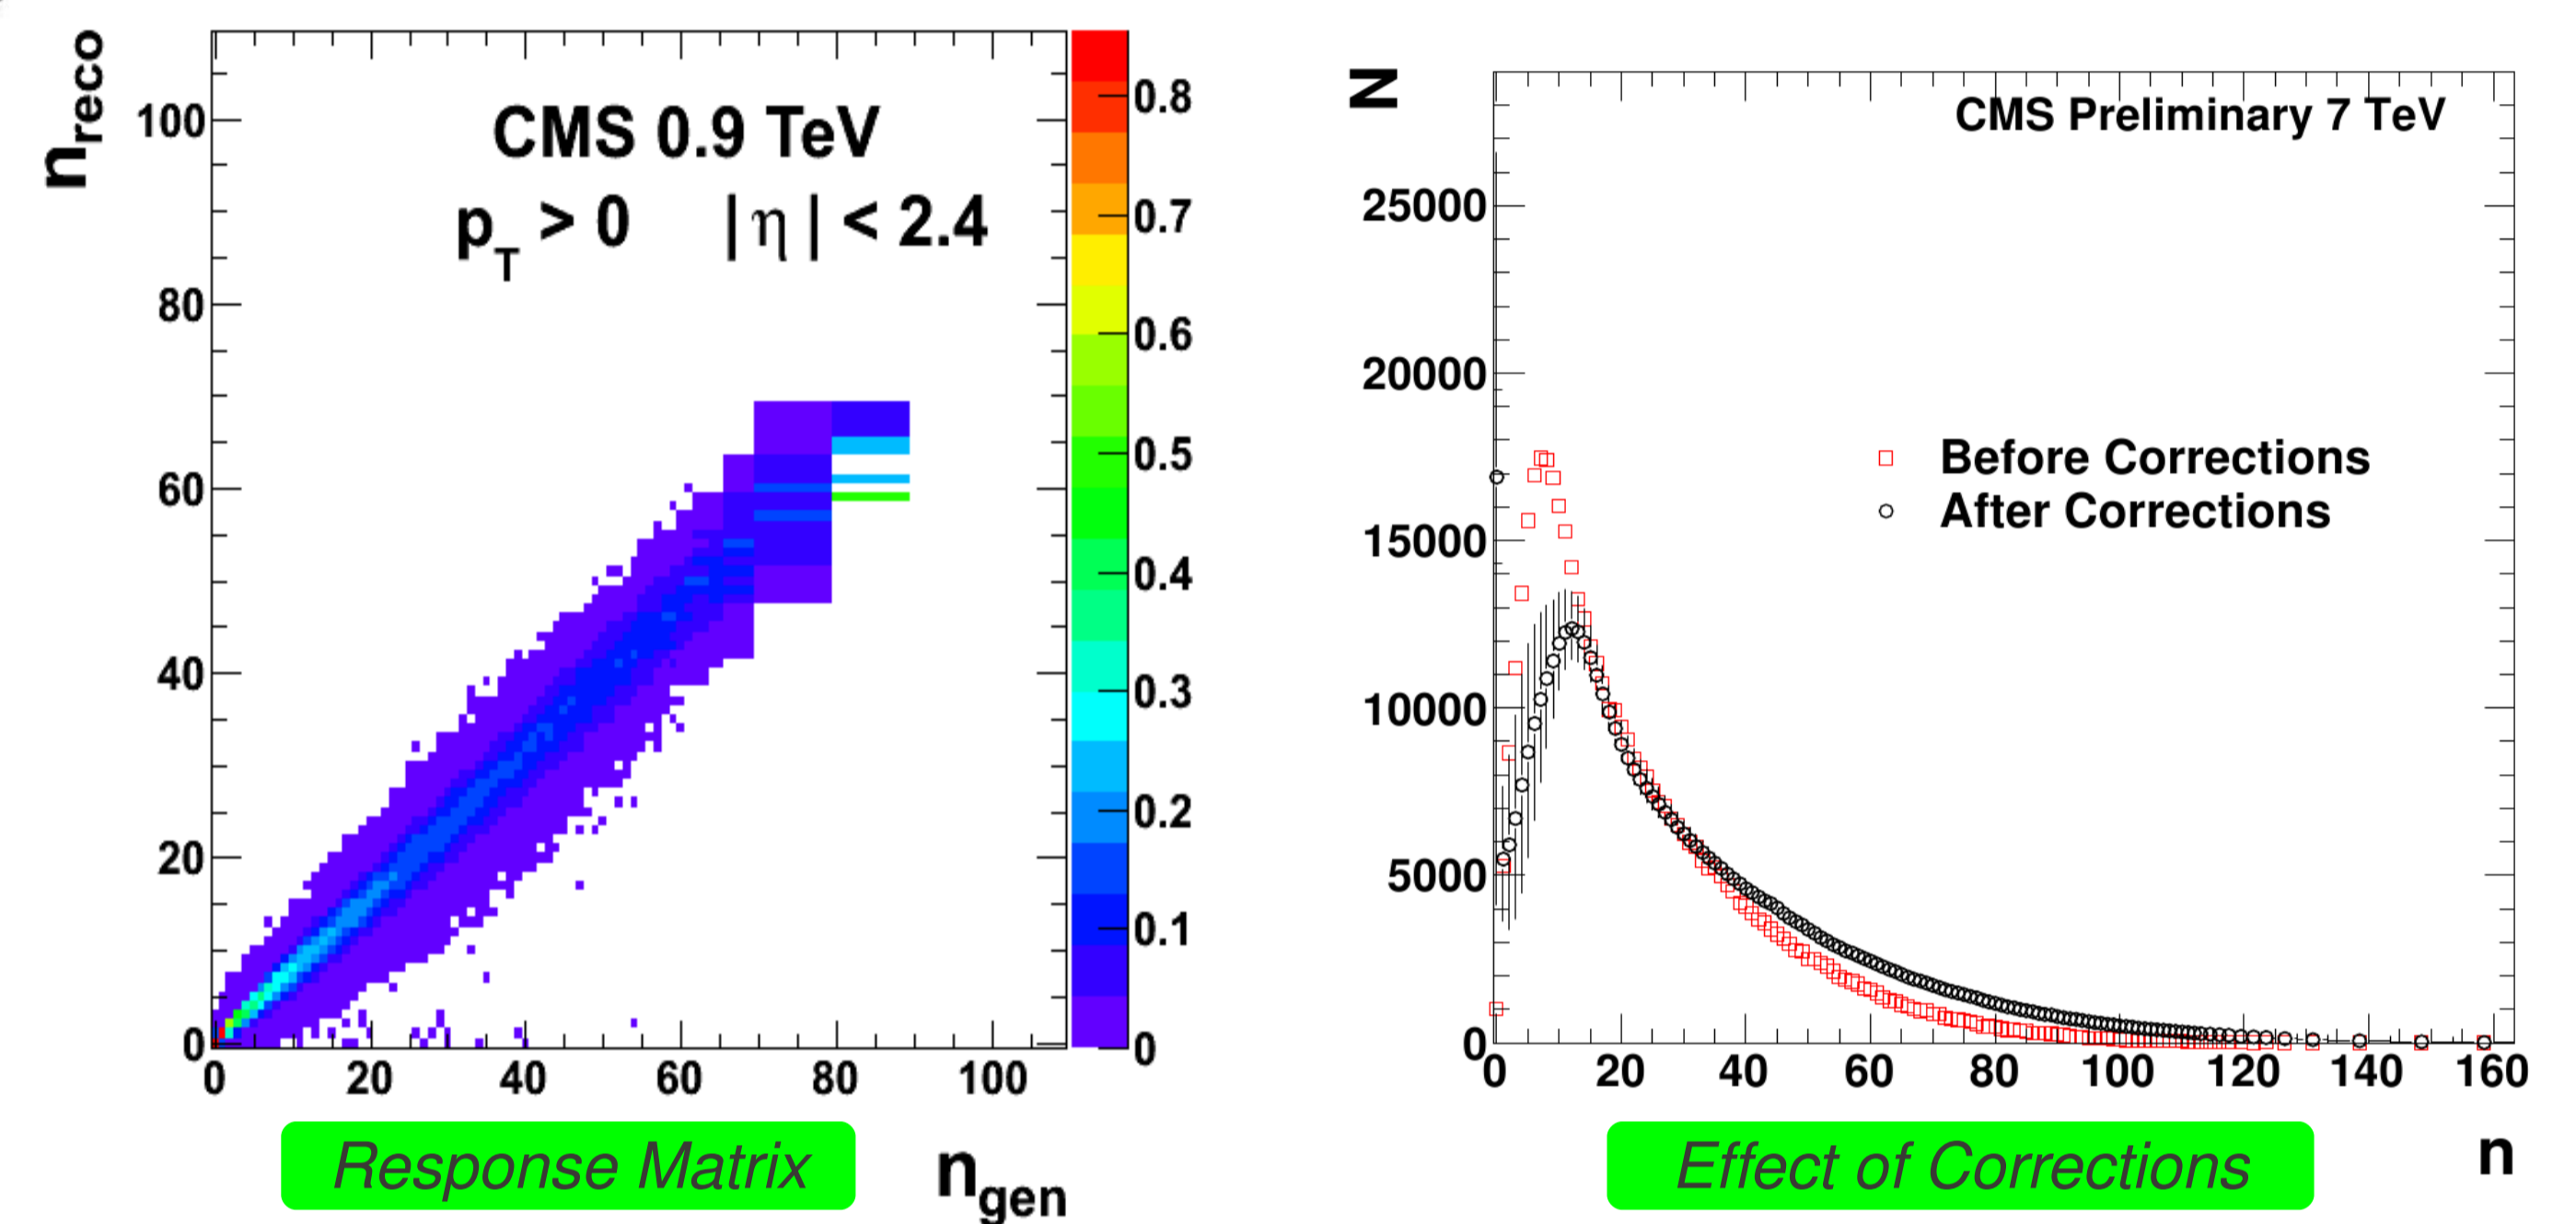 n_reco
CMS 0.9 TeV
p_T > 0 |η| < 2.4
100
80
60
40
20
0
0 20 40 60 80 100
n_gen
0.8
0.7
0.6
0.5
0.4
0.3
0.2
0.1
0
Response Matrix
N
CMS Preliminary 7 TeV
25000
20000
15000
10000
5000
0
Before Corrections
After Corrections
0 20 40 60 80 100 120 140 160
n
Effect of Corrections